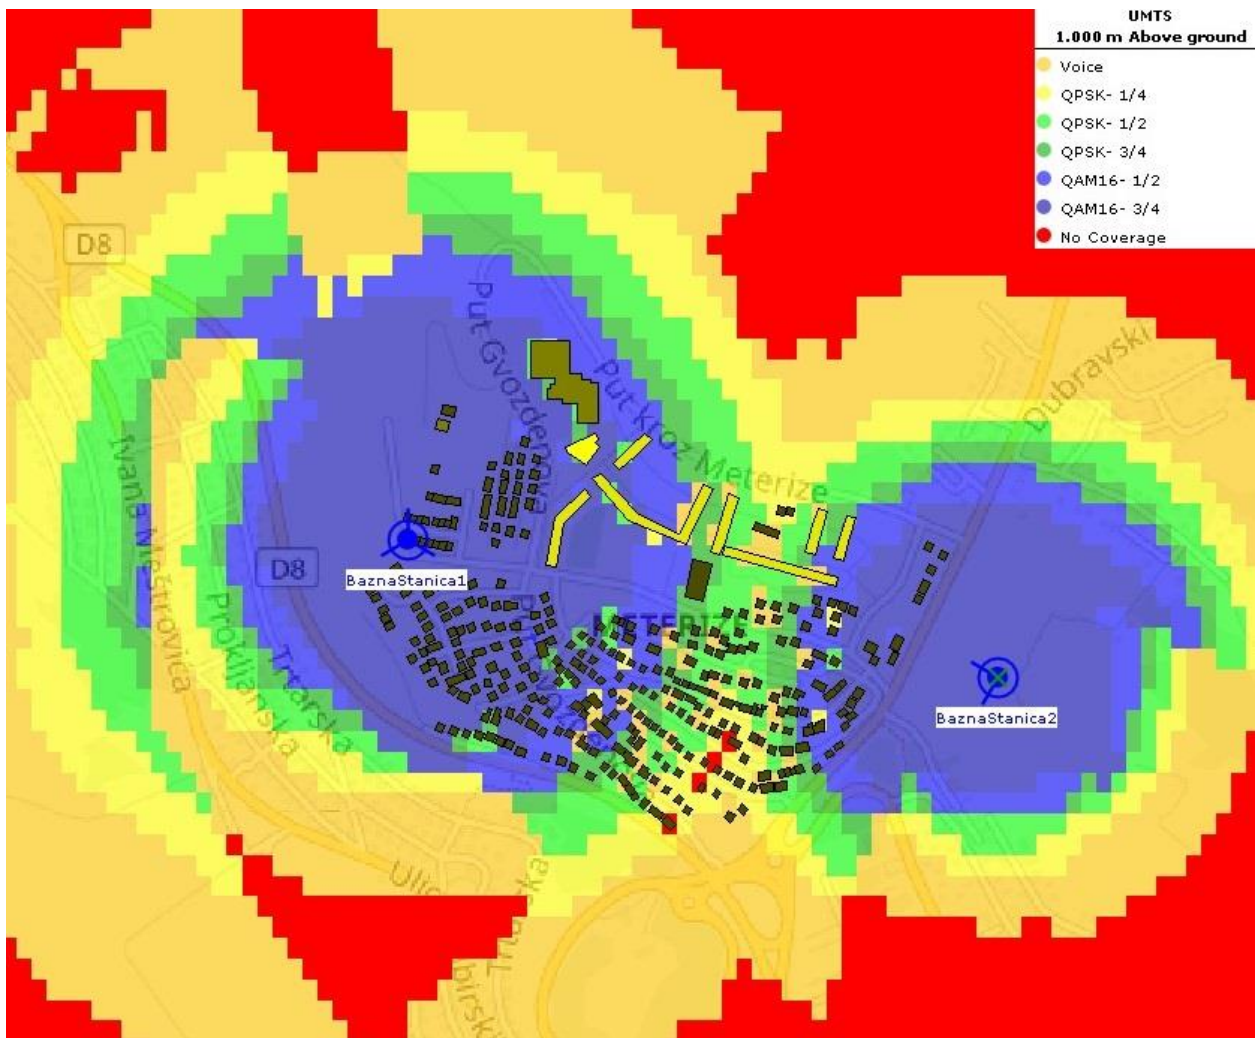 UMTS
1.000 m Above ground
Voice
QPSK- 1/4
QPSK- 1/2
QPSK- 3/4
QAM16- 1/2
QAM16- 3/4
No Coverage
D8
Put Gvozdenova
Put kroz Meterize
Dubravski
Ivana Meštrovića
D8
BaznaStanica1
Prokljanska
Trtarska
METERIZE
BaznaStanica2
Trtarska